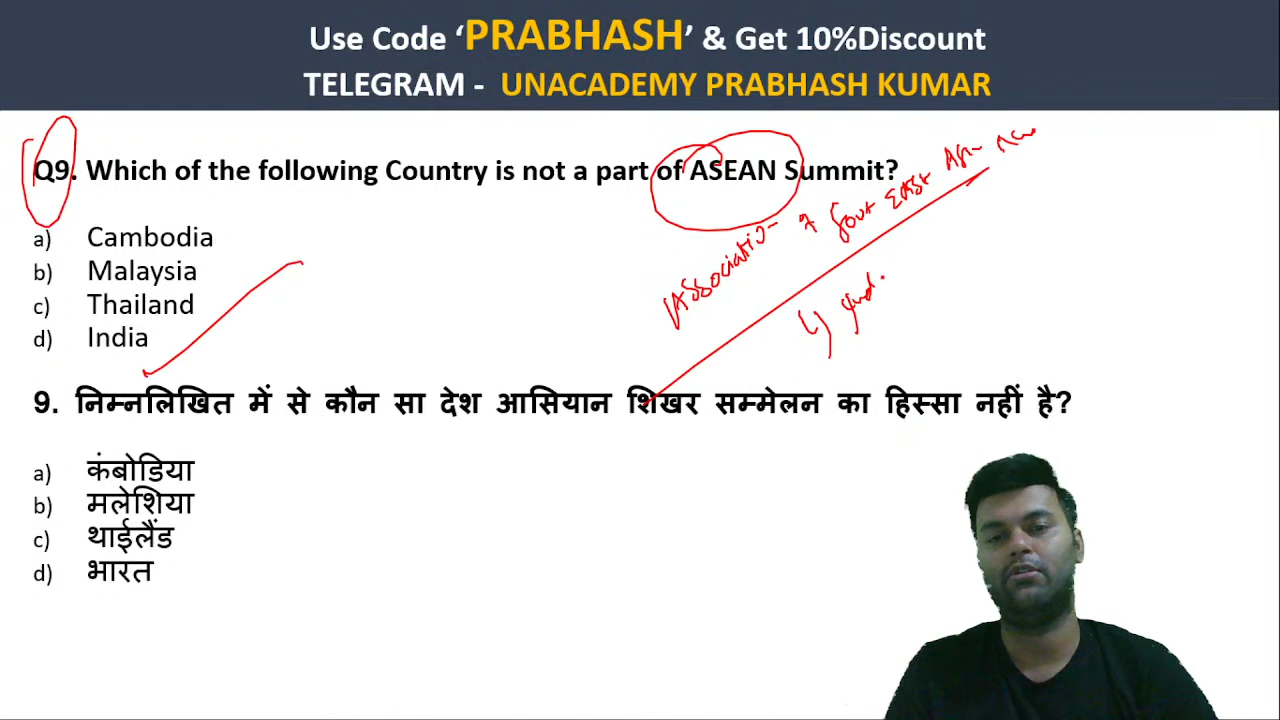 Use Code ‘PRABHASH’ & Get 10%Discount
TELEGRAM - UNACADEMY PRABHASH KUMAR
Q9. Which of the following Country is not a part of ASEAN Summit?
a) Cambodia
b) Malaysia
c) Thailand
d) India
Association
9. निम्नलिखित में से कौन सा देश आसियान शिखर सम्मेलन का हिस्सा नहीं है?
a) कंबोडिया
b) मलेशिया
c) थाईलैंड
d) भारत